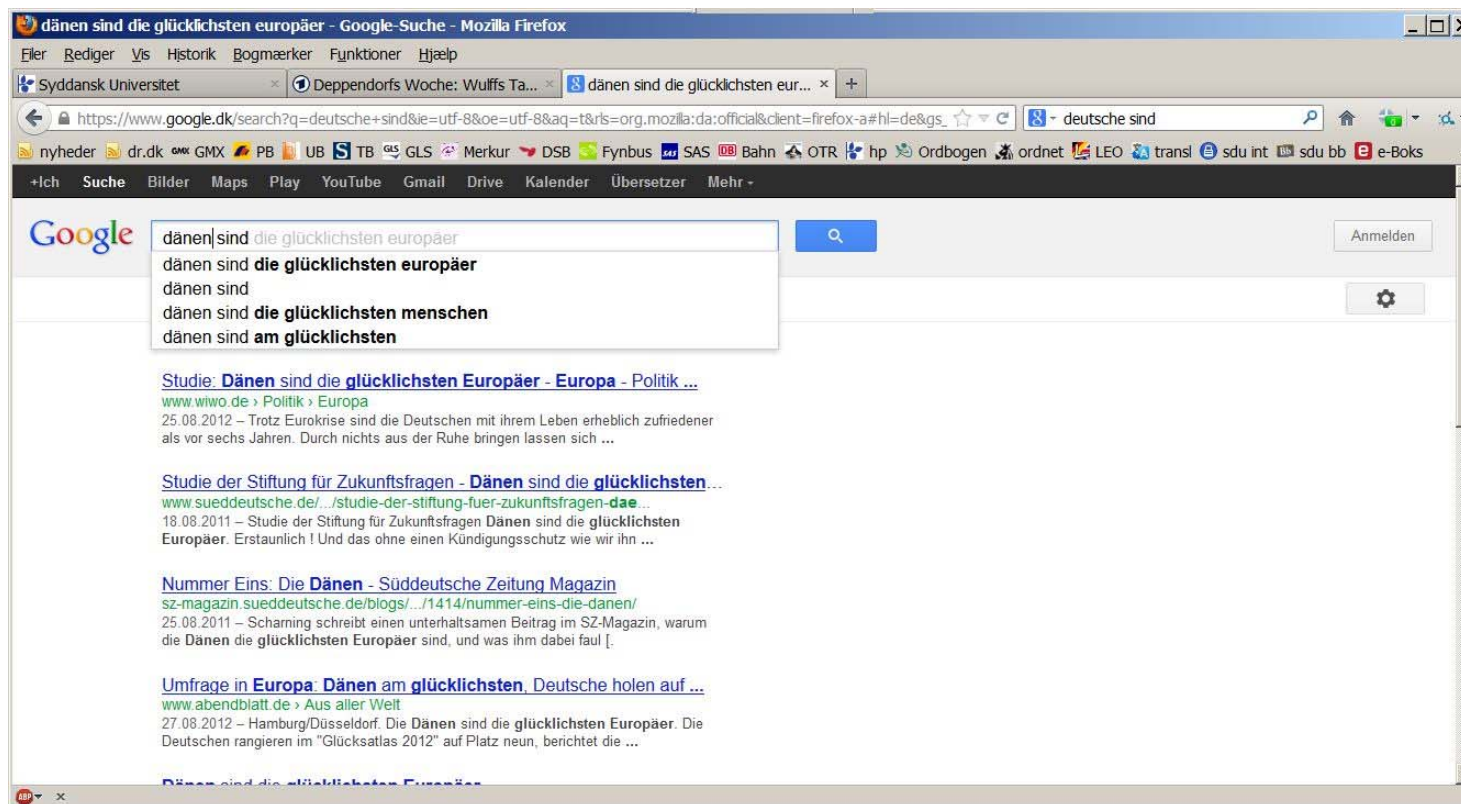 dänen sind die glücklichsten europäer - Google-Suche - Mozilla Firefox
Filer Rediger Vis Historik Bogmærker Funktioner Hjælp
Syddansk Universitet × Deppendorfs Woche: Wulffs Ta... × dänen sind die glücklichsten eur... × +
https://www.google.dk/search?q=deutsche+sind&ie=utf-8&oe=utf-8&aq=t&rls=org.mozilla:da:official&client=firefox-a#hl=de&gs_ deutsche sind
nyheder dr.dk GMX GMX PB UB S TB GLS GLS Merkur DSB Fynbus SAS SAS DB Bahn OTR hp Ordbogen ordnet LEO transl sdu int sdu bb e-Boks
+Ich Suche Bilder Maps Play YouTube Gmail Drive Kalender Übersetzer Mehr
Google dänen sind die glücklichsten europäer Anmelden
dänen sind die glücklichsten europäer
dänen sind
dänen sind die glücklichsten menschen
dänen sind am glücklichsten
Studie: Dänen sind die glücklichsten Europäer - Europa - Politik ...
www.wiwo.de › Politik › Europa
25.08.2012 – Trotz Eurokrise sind die Deutschen mit ihrem Leben erheblich zufriedener
als vor sechs Jahren. Durch nichts aus der Ruhe bringen lassen sich ...
Studie der Stiftung für Zukunftsfragen - Dänen sind die glücklichsten...
www.sueddeutsche.de/.../studie-der-stiftung-fuer-zukunftsfragen-dae...
18.08.2011 – Studie der Stiftung für Zukunftsfragen Dänen sind die glücklichsten
Europäer. Erstaunlich ! Und das ohne einen Kündigungsschutz wie wir ihn ...
Nummer Eins: Die Dänen - Süddeutsche Zeitung Magazin
sz-magazin.sueddeutsche.de/blogs/.../1414/nummer-eins-die-danen/
25.08.2011 – Scharning schreibt einen unterhaltsamen Beitrag im SZ-Magazin, warum
die Dänen die glücklichsten Europäer sind, und was ihm dabei faul [.
Umfrage in Europa: Dänen am glücklichsten, Deutsche holen auf ...
www.abendblatt.de › Aus aller Welt
27.08.2012 – Hamburg/Düsseldorf. Die Dänen sind die glücklichsten Europäer. Die
Deutschen rangieren im "Glücksatlas 2012" auf Platz neun, berichtet die ...
Dänen sind die glücklichsten Europäer
ABP ×